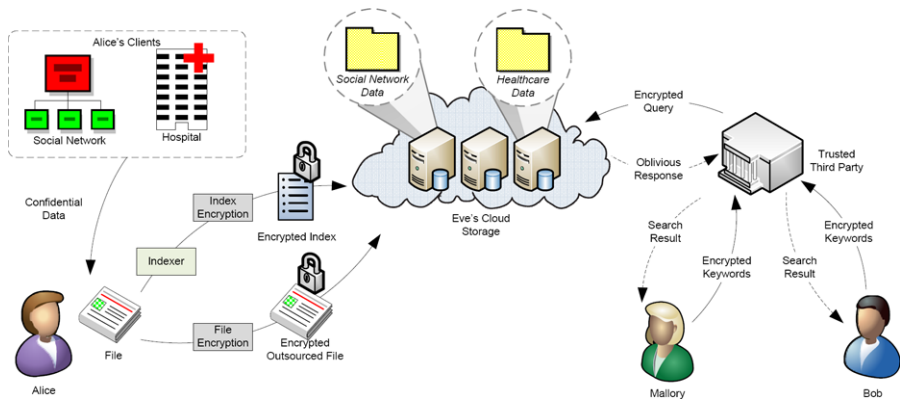 Alice's Clients
Social Network
Hospital
Confidential
Data
Indexer
Index
Encryption
Encrypted Index
File
Encryption
Encrypted
Outsourced File
Alice
File
Social Network
Data
Healthcare
Data
Eve's Cloud
Storage
Encrypted
Query
Oblivious
Response
Trusted
Third Party
Search
Result
Encrypted
Keywords
Search
Result
Encrypted
Keywords
Mallory
Bob